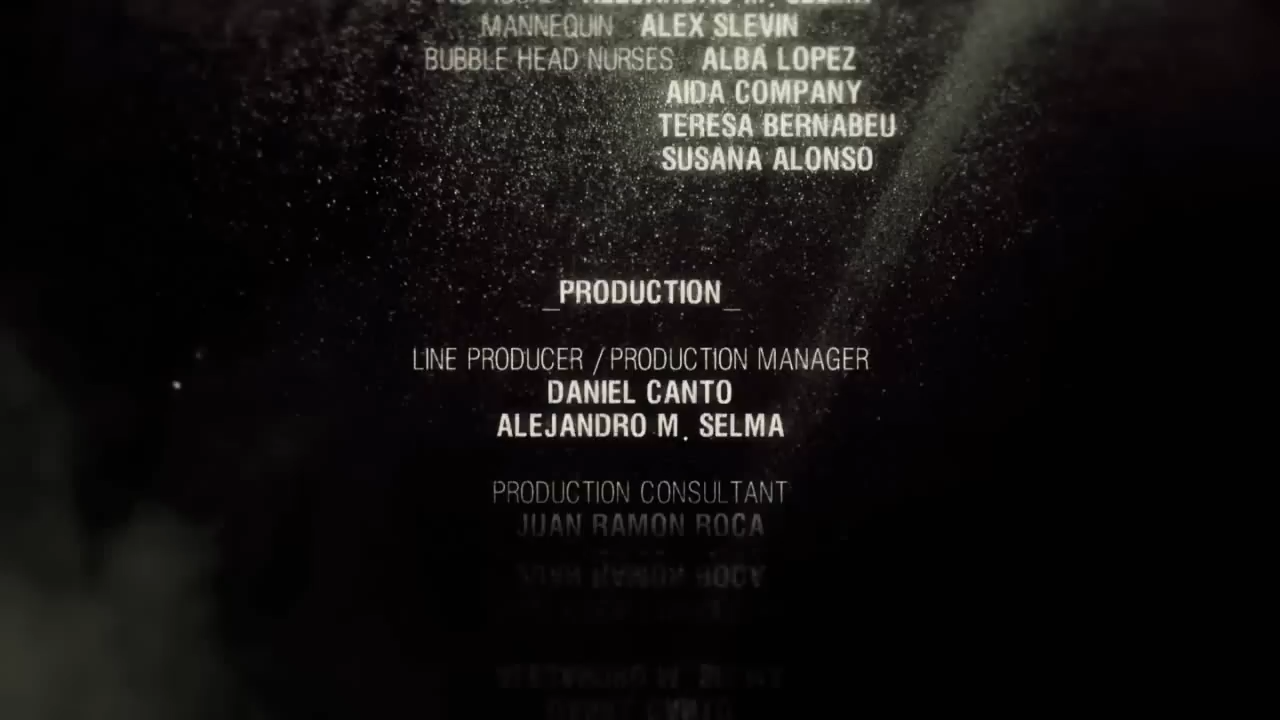 MANNEQUIN ALEX SLEVIN
BUBBLE HEAD NURSES ALBA LOPEZ
AIDA COMPANY
TERESA BERNABEU
SUSANA ALONSO
_PRODUCTION_
LINE PRODUCER / PRODUCTION MANAGER
DANIEL CANTO
ALEJANDRO M. SELMA
PRODUCTION CONSULTANT
JUAN RAMON ROCA